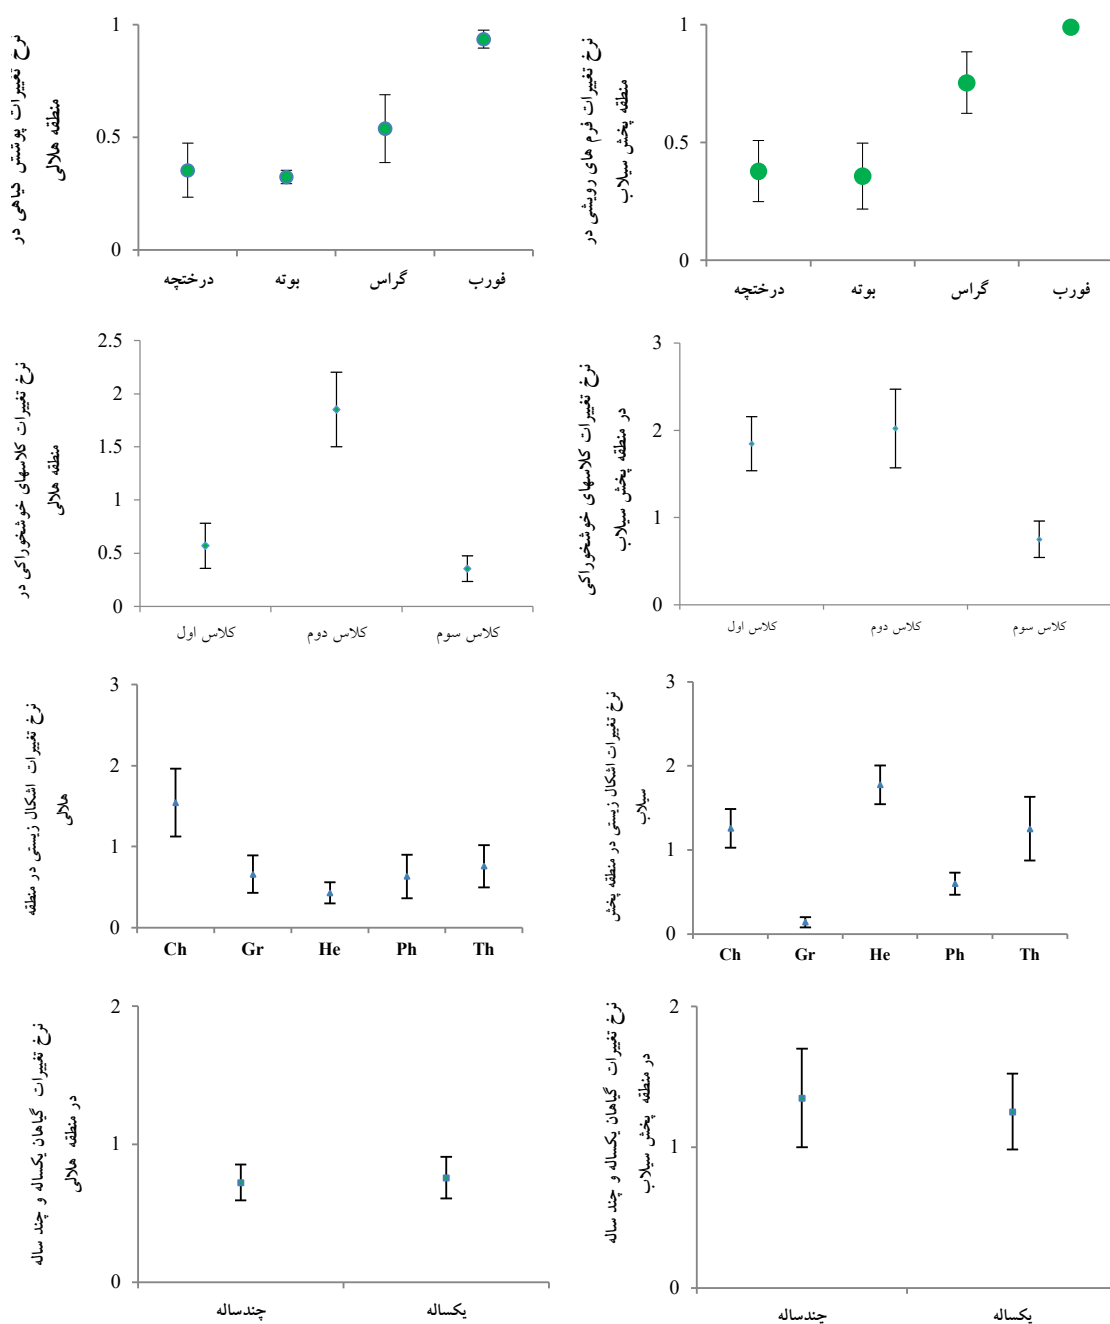 نرخ تغییرات پوشش گیاهی در
منطقه هلالی
1
0.5
0
درختچه
بوته
گراس
فورب
نرخ تغییرات فرم های رویشی در
منطقه پخش سیلاب
1
0.5
0
درختچه
بوته
گراس
فورب
نرخ تغییرات کلاسهای خوشخوراکی در
منطقه هلالی
2.5
2
1.5
1
0.5
0
کلاس اول
کلاس دوم
کلاس سوم
نرخ تغییرات کلاسهای خوشخوراکی
در منطقه پخش سیلاب
3
2
1
0
کلاس اول
کلاس دوم
کلاس سوم
نرخ تغییرات اشکال زیستی در منطقه
هلالی
3
2
1
0
Ch
Gr
He
Ph
Th
نرخ تغییرات اشکال زیستی در منطقه پخش
سیلاب
3
2
1
0
Ch
Gr
He
Ph
Th
نرخ تغییرات گیاهان یکساله و چند ساله
در منطقه هلالی
2
1
0
چندساله
یکساله
نرخ تغییرات گیاهان یکساله و چند ساله
در منطقه پخش سیلاب
2
1
0
چندساله
یکساله